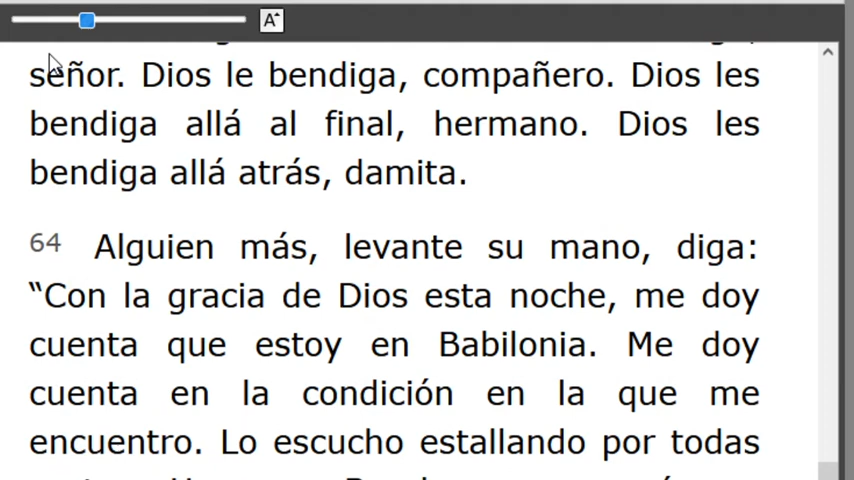 A
señor. Dios le bendiga, compañero. Dios les
bendiga allá al final, hermano. Dios les
bendiga allá atrás, damita.
64 Alguien más, levante su mano, diga:
“Con la gracia de Dios esta noche, me doy
cuenta que estoy en Babilonia. Me doy
cuenta en la condición en la que me
encuentro. Lo escucho estallando por todas